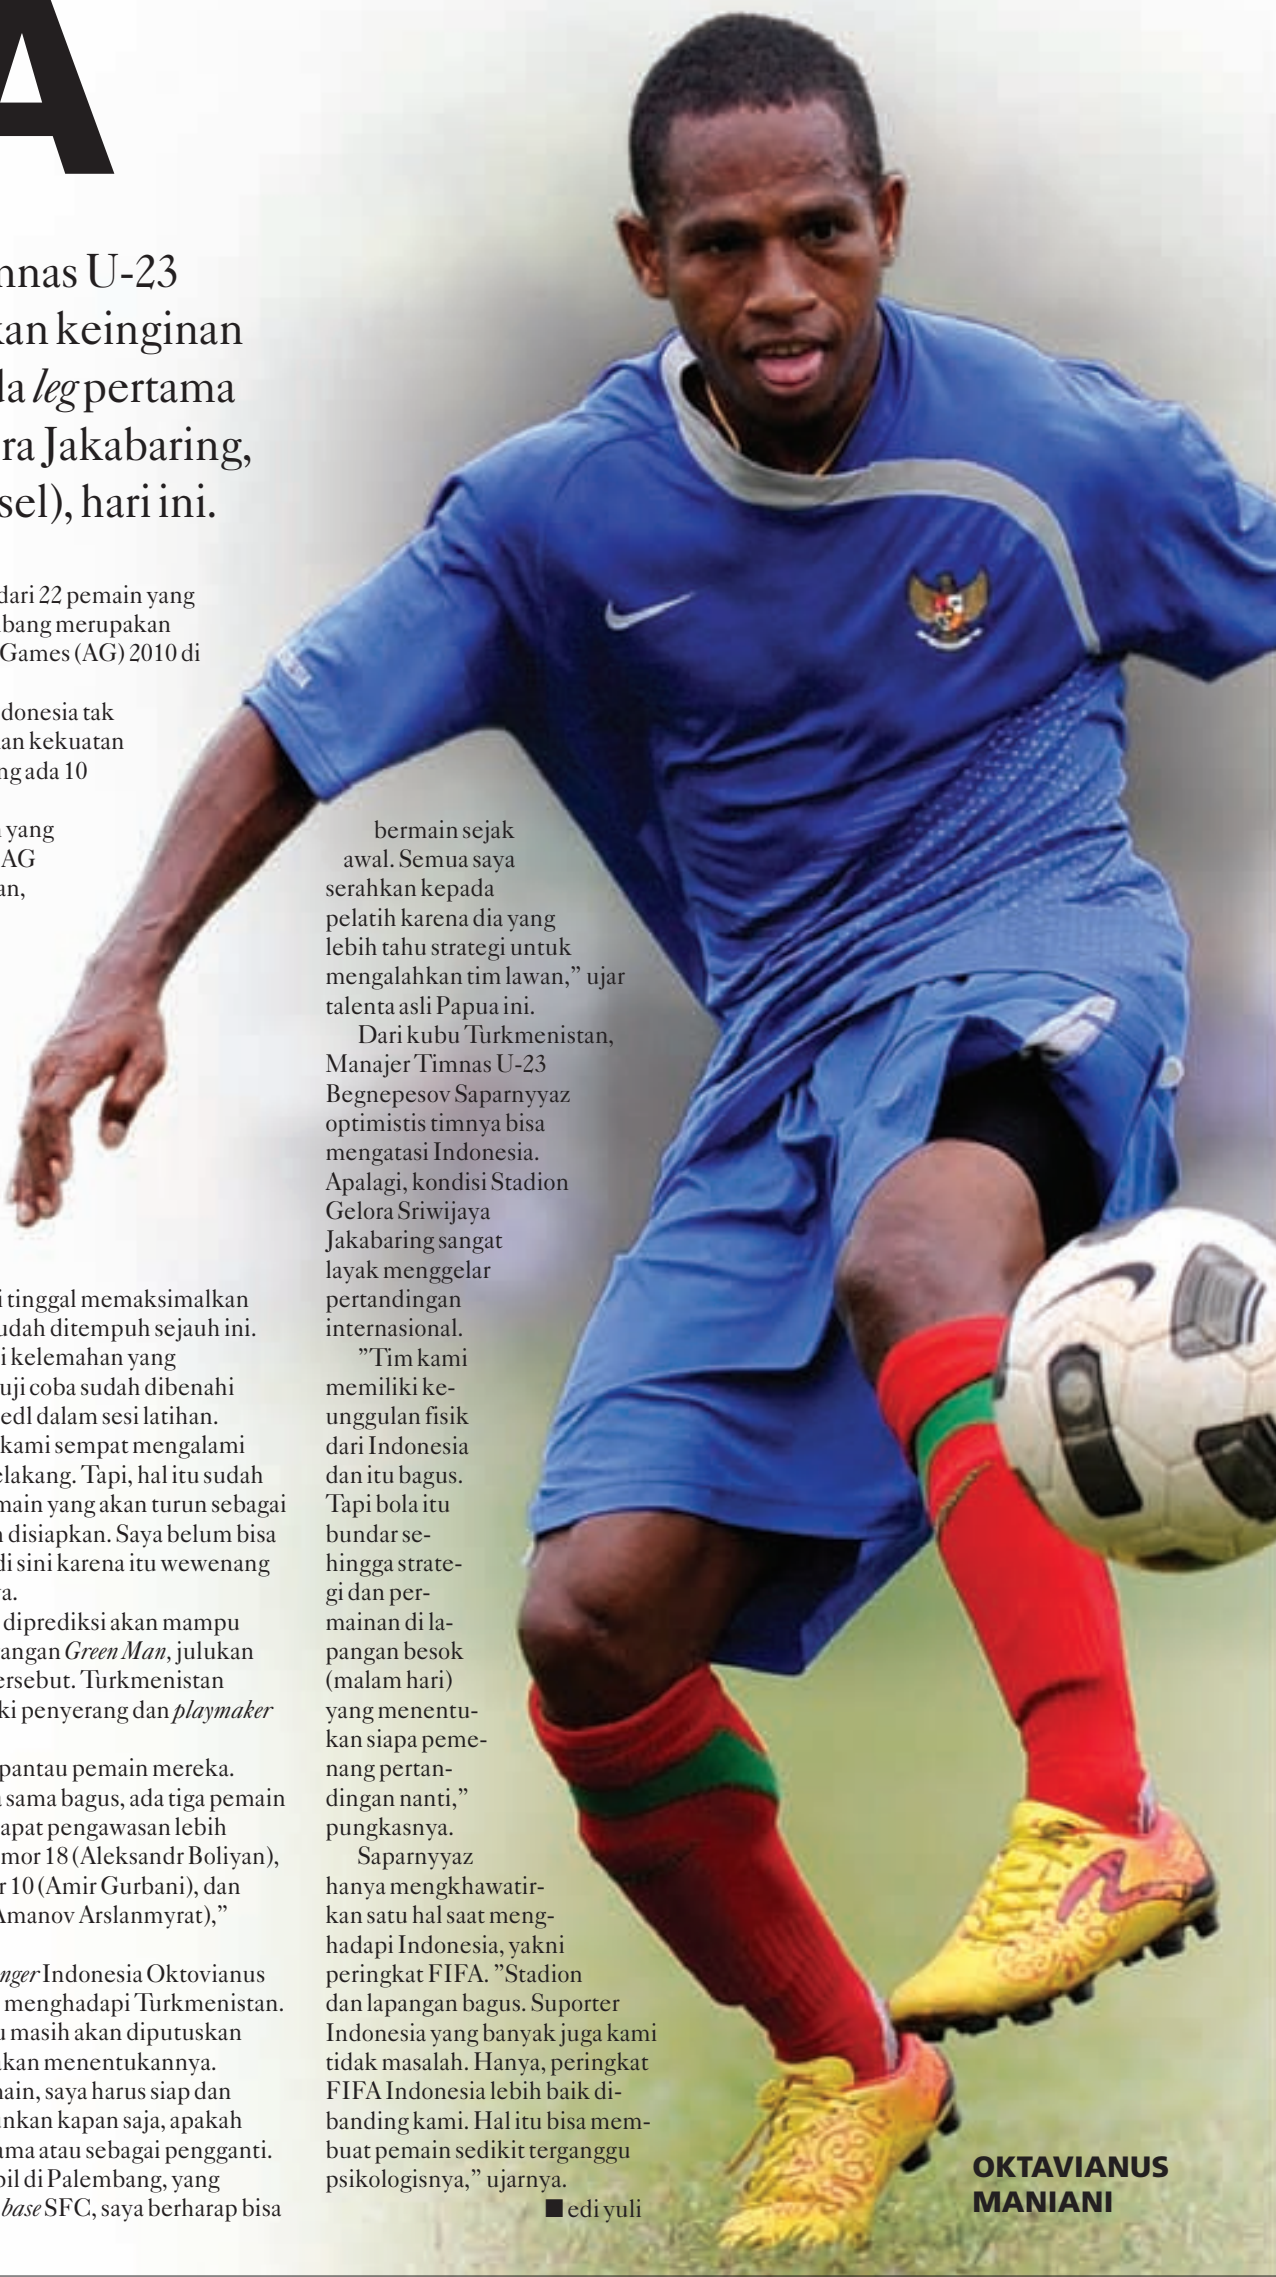 A
mnas U-23
kan keinginan
da leg pertama
ra Jakabaring,
sel), hari ini.
dari 22 pemain yang
bang merupakan
Games (AG) 2010 di
donesia tak
an kekuatan
ng ada 10
yang
AG
an,
i tinggal memaksimalkan
udah ditempuh sejauh ini.
i kelemahan yang
uji coba sudah dibenahi
edl dalam sesi latihan.
kami sempat mengalami
elakang. Tapi, hal itu sudah
main yang akan turun sebagai
n disiapkan. Saya belum bisa
di sini karena itu wewenang
ya.
diprediksi akan mampu
angan Green Man, julukan
ersebut. Turkmenistan
ki penyerang dan playmaker
pantau pemain mereka.
a sama bagus, ada tiga pemain
apat pengawasan lebih
mor 18 (Aleksandr Boliyan),
r 10 (Amir Gurbani), dan
Amanov Arslanmyrat),”
nger Indonesia Oktovianus
menghadapi Turkmenistan.
u masih akan diputuskan
akan menentukannya.
main, saya harus siap dan
unkan kapan saja, apakah
ama atau sebagai pengganti.
pil di Palembang, yang
base SFC, saya berharap bisa
bermain sejak
awal. Semua saya
serahkan kepada
pelatih karena dia yang
lebih tahu strategi untuk
mengalahkan tim lawan,” ujar
talenta asli Papua ini.
Dari kubu Turkmenistan,
Manajer Timnas U-23
Begnepesov Saparnyyaz
optimistis timnya bisa
mengatasi Indonesia.
Apalagi, kondisi Stadion
Gelora Sriwijaya
Jakabaring sangat
layak menggelar
pertandingan
internasional.
”Tim kami
memiliki ke-
unggulan fisik
dari Indonesia
dan itu bagus.
Tapi bola itu
bundar se-
hingga strate-
gi dan per-
mainan di la-
pangan besok
(malam hari)
yang menentu-
kan siapa peme-
nang pertan-
dingan nanti,”
pungkasnya.
Saparnyyaz
hanya mengkhawatir-
kan satu hal saat meng-
hadapi Indonesia, yakni
peringkat FIFA. ”Stadion
dan lapangan bagus. Suporter
Indonesia yang banyak juga kami
tidak masalah. Hanya, peringkat
FIFA Indonesia lebih baik di-
banding kami. Hal itu bisa mem-
buat pemain sedikit terganggu
psikologisnya,” ujarnya.
■ edi yuli
OKTAVIANUS
MANIANI